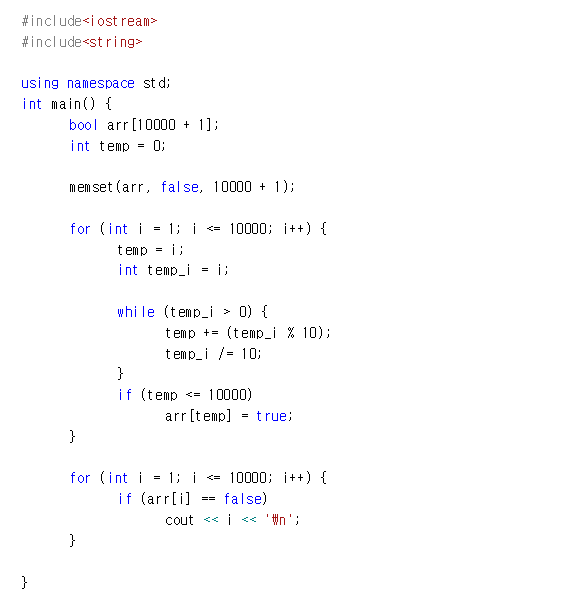 #include<iostream>
#include<string>
using namespace std;
int main() {
bool arr[10000 + 1];
int temp = 0;
memset(arr, false, 10000 + 1);
for (int i = 1; i <= 10000; i++) {
temp = i;
int temp_i = i;
while (temp_i > 0) {
temp += (temp_i % 10);
temp_i /= 10;
}
if (temp <= 10000)
arr[temp] = true;
}
for (int i = 1; i <= 10000; i++) {
if (arr[i] == false)
cout << i << '₩n';
}
}